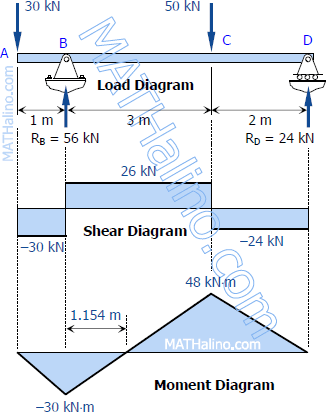 30 kN
50 kN
A
B
C
D
Load Diagram
1 m
3 m
2 m
R_B = 56 kN
R_D = 24 kN
26 kN
−30 kN
Shear Diagram
−24 kN
48 kN·m
1.154 m
MATHalino.com
Moment Diagram
−30 kN·m
MATHalino.com
MATHalino.com